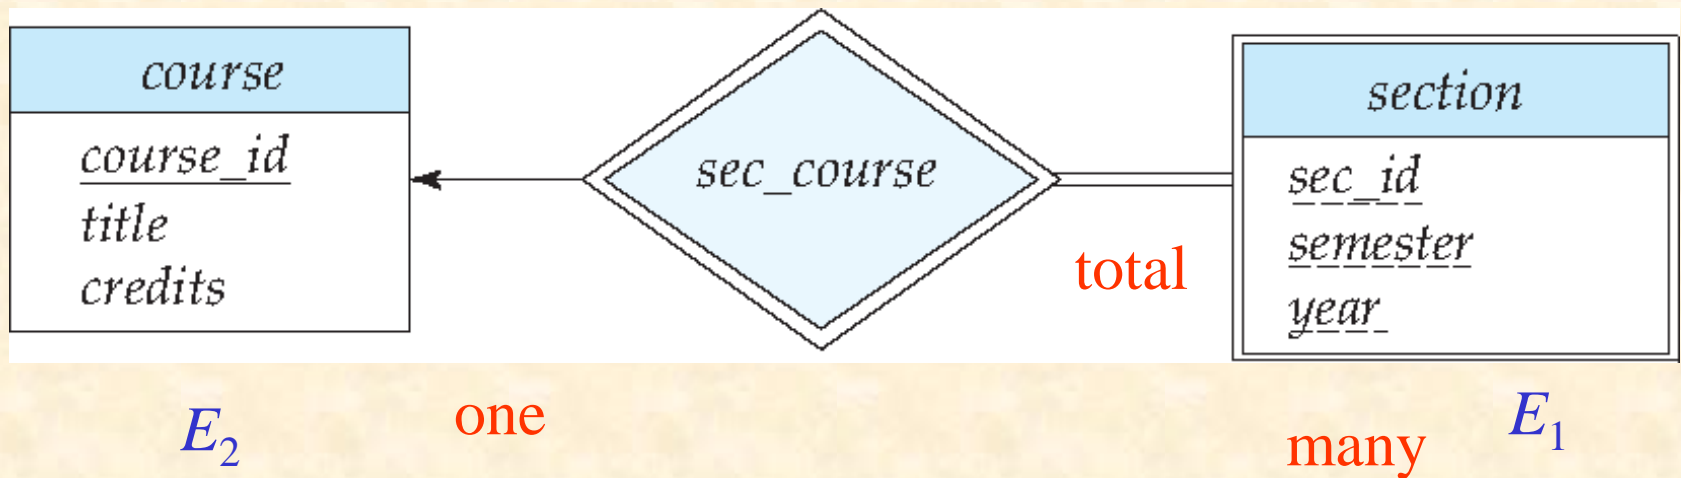 course
course_id
title
credits
sec_course
total
section
sec_id
semester
year
E2
one
many
E1